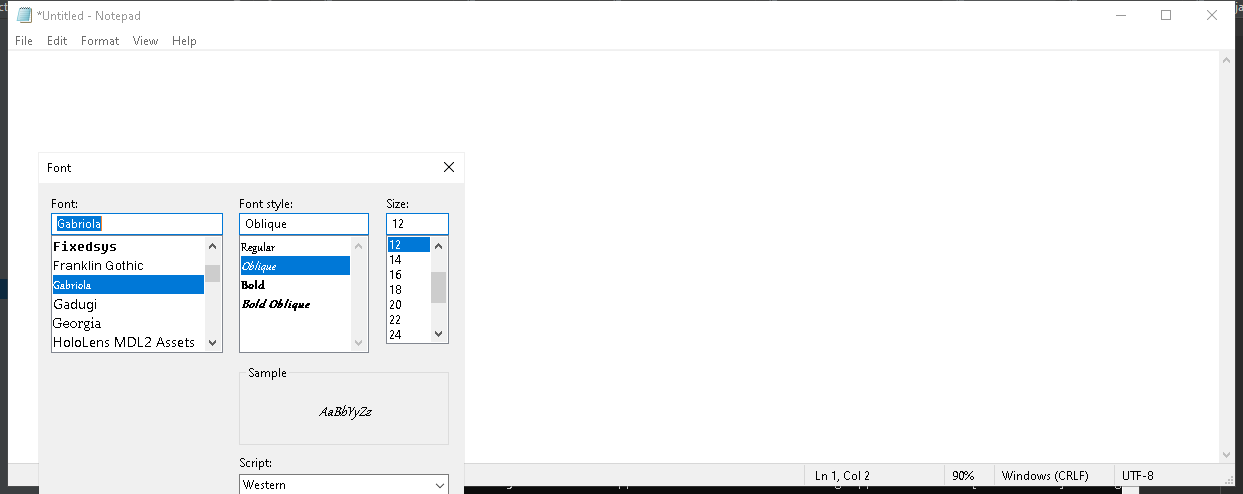 *Untitled - Notepad
File Edit Format View Help
Font
Font: Font style: Size:
Gabriola Oblique 12
Fixedsys Regular 12
Franklin Gothic Oblique 14
Gabriola Bold 16
Gadugi Bold Oblique 18
Georgia 20
HoloLens MDL2 Assets 22
24
Sample
AaBbYyZz
Script:
Western
Ln 1, Col 2 90% Windows (CRLF) UTF-8